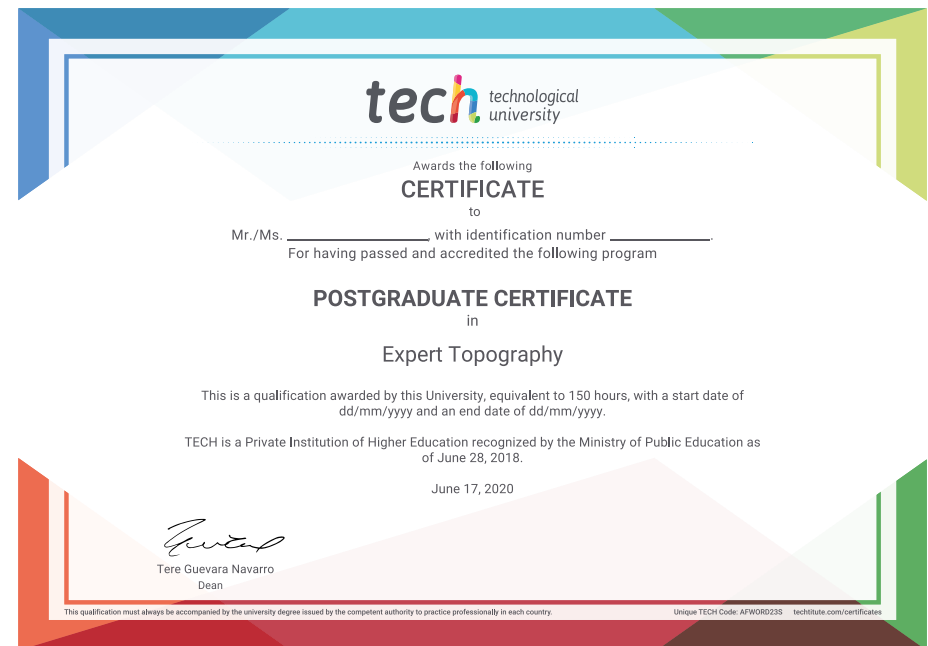 tech technological
university
Awards the following
CERTIFICATE
to
Mr./Ms. ____________, with identification number ____________.
For having passed and accredited the following program
POSTGRADUATE CERTIFICATE
in
Expert Topography
This is a qualification awarded by this University, equivalent to 150 hours, with a start date of
dd/mm/yyyy and an end date of dd/mm/yyyy.
TECH is a Private Institution of Higher Education recognized by the Ministry of Public Education as
of June 28, 2018.
June 17, 2020
Tere Guevara Navarro
Dean
This qualification must always be accompanied by the university degree issued by the competent authority to practice professionally in each country.
Unique TECH Code: AFWORD23S techtitute.com/certificates